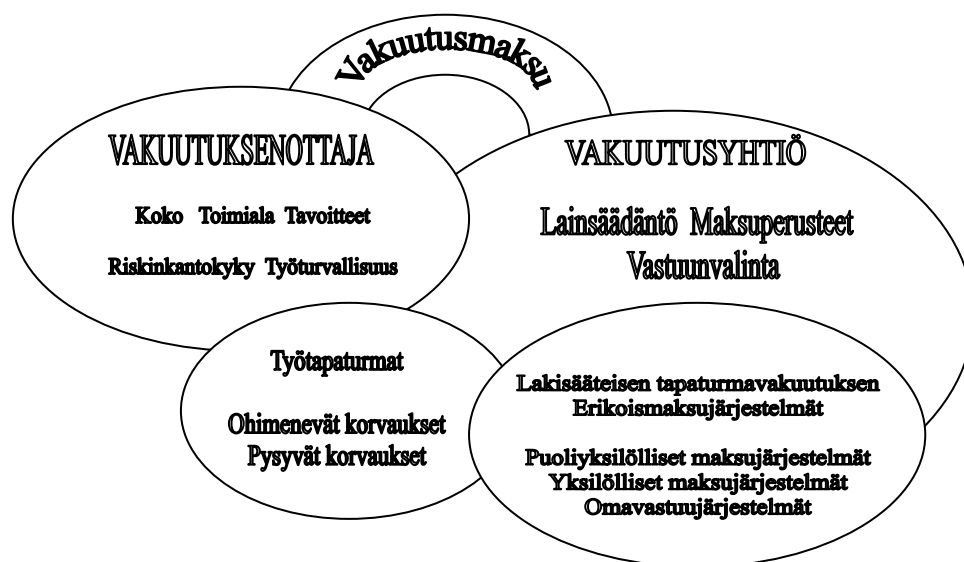 Vakuutusmaksu
VAKUUTUKSENOTTAJA
Koko Toimiala Tavoitteet
Riskinkantokyky Työturvallisuus
VAKUUTUSYHTIÖ
Lainsäädäntö Maksuperusteet
Vastuunvalinta
Työtapaturmat
Ohimenevät korvaukset
Pysyvät korvaukset
Lakisääteisen tapaturmavakuutuksen
Erikoismaksujärjestelmät
Puoliyksilölliset maksujärjestelmät
Yksilölliset maksujärjestelmät
Omavastuujärjestelmät